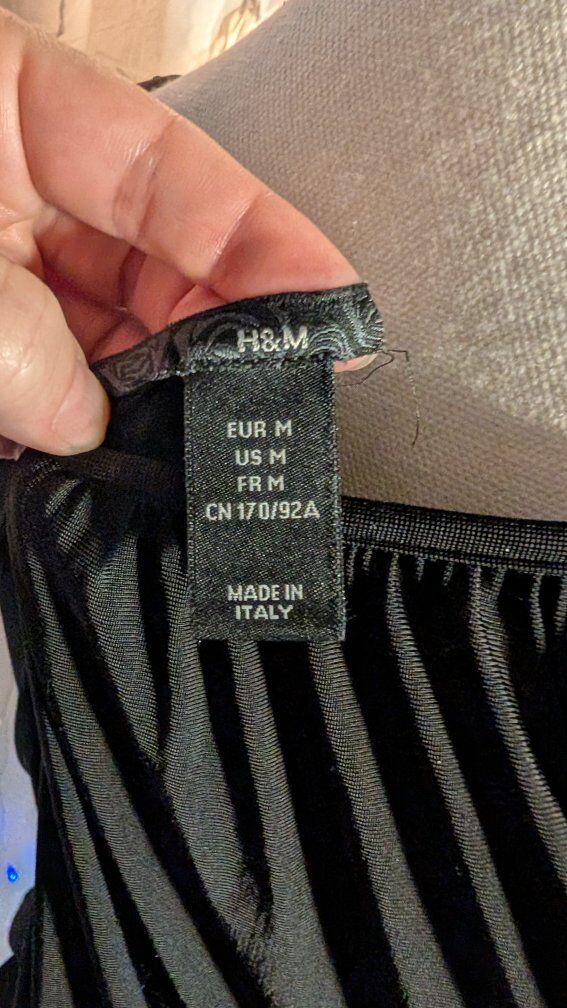 H&M
EUR M
US M
FR M
CN 170/92A
MADE IN
ITALY